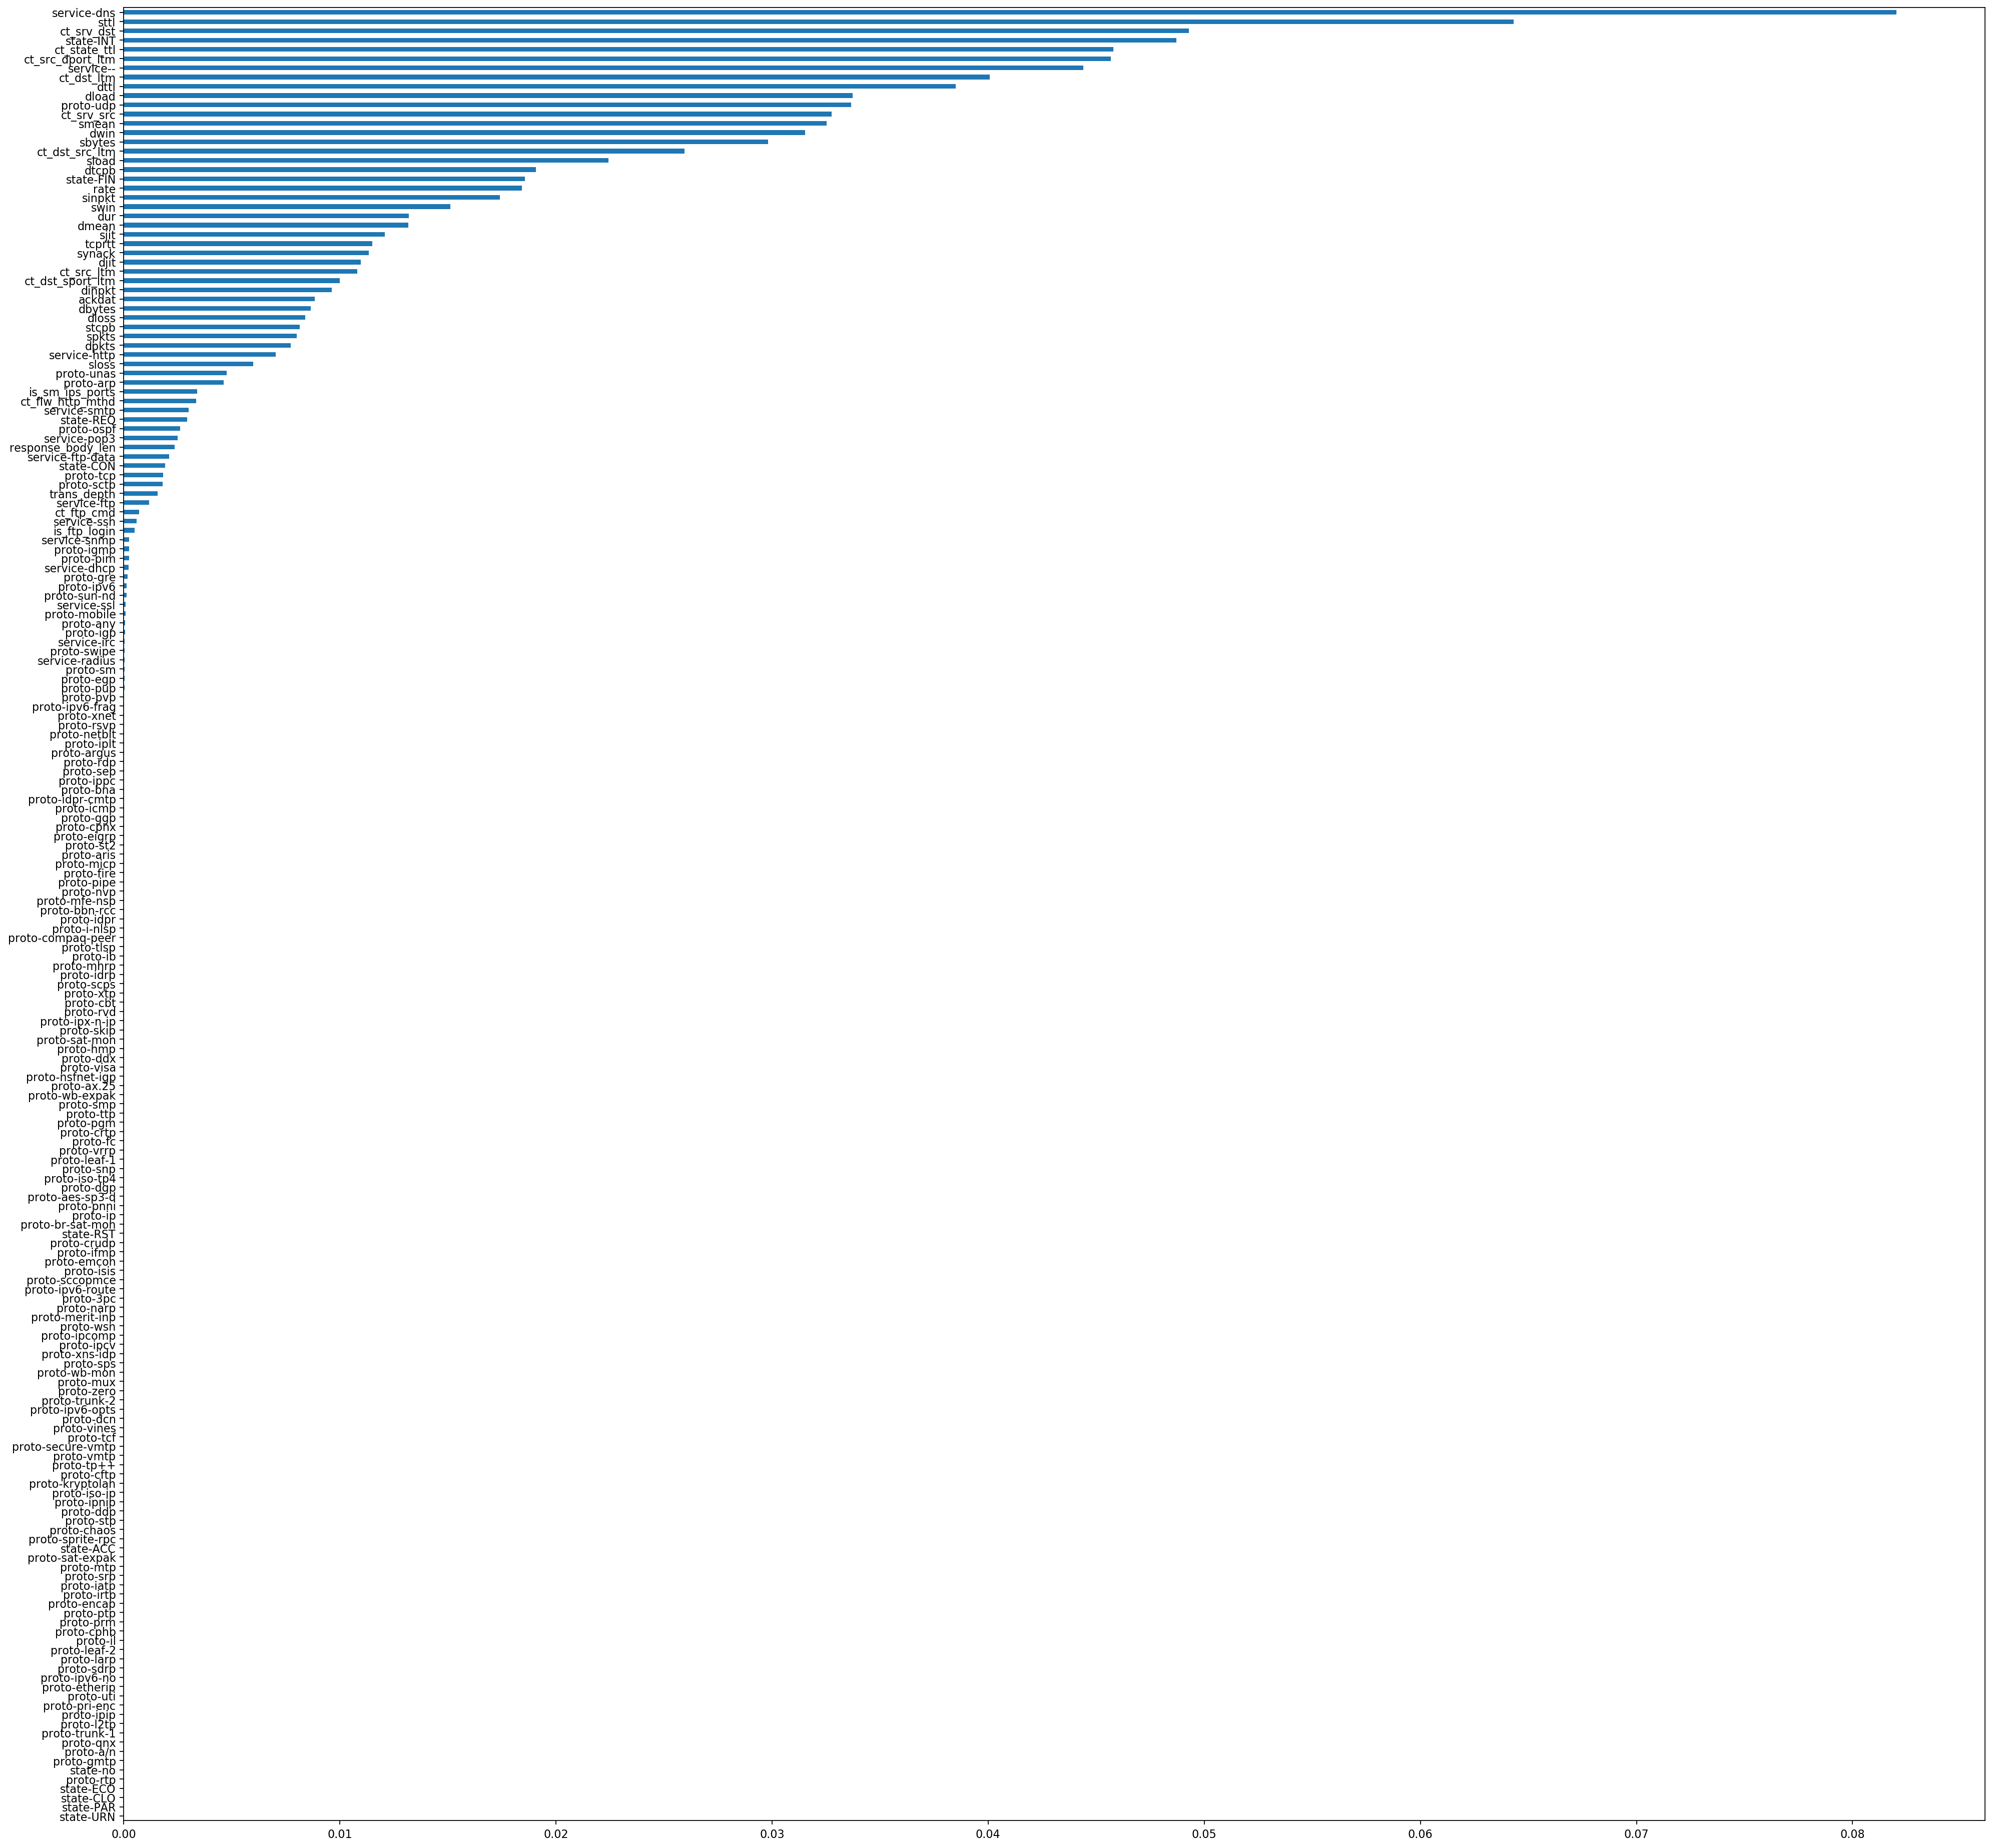 service-dns
sttl
ct_srv_dst
state-INT
ct_state_ttl
ct_src_dport_ltm
service--
ct_dst_ltm
dttl
dload
proto-udp
ct_srv_src
smean
dwin
sbytes
ct_dst_src_ltm
sload
dtcpb
state-FIN
rate
sinpkt
swin
dur
dmean
sjit
tcprtt
synack
djit
ct_src_ltm
ct_dst_sport_ltm
dinpkt
ackdat
dbytes
dloss
stcpb
spkts
dpkts
service-http
sloss
proto-unas
proto-arp
is_sm_ips_ports
ct_flw_http_mthd
service-smtp
state-REQ
proto-ospf
service-pop3
response_body_len
service-ftp-data
state-CON
proto-tcp
proto-sctp
trans_depth
service-ftp
ct_ftp_cmd
service-ssh
is_ftp_login
service-snmp
proto-igmp
proto-pim
service-dhcp
proto-gre
proto-ipv6
proto-sun-nd
service-ssl
proto-mobile
proto-any
proto-igp
service-irc
proto-swipe
service-radius
proto-sm
proto-egp
proto-pup
proto-pvp
proto-ipv6-frag
proto-xnet
proto-rsvp
proto-netblt
proto-iplt
proto-argus
proto-rdp
proto-sep
proto-ippc
proto-bna
proto-idpr-cmtp
proto-icmp
proto-ggp
proto-cpnx
proto-eigrp
proto-st2
proto-aris
proto-micp
proto-fire
proto-pipe
proto-nvp
proto-mfe-nsp
proto-bbn-rcc
proto-idpr
proto-i-nlsp
proto-compaq-peer
proto-tlsp
proto-ib
proto-mhrp
proto-idrp
proto-scps
proto-xtp
proto-cbt
proto-rvd
proto-ipx-n-ip
proto-skip
proto-sat-mon
proto-hmp
proto-ddx
proto-visa
proto-nsfnet-igp
proto-ax.25
proto-wb-expak
proto-smp
proto-ttp
proto-pgm
proto-crtp
proto-fc
proto-vrrp
proto-leaf-1
proto-snp
proto-iso-tp4
proto-dgp
proto-aes-sp3-d
proto-pnni
proto-ip
proto-br-sat-mon
state-RST
proto-crudp
proto-ifmp
proto-emcon
proto-isis
proto-sccopmce
proto-ipv6-route
proto-3pc
proto-narp
proto-merit-inp
proto-wsn
proto-ipcomp
proto-ipcv
proto-xns-idp
proto-sps
proto-wb-mon
proto-mux
proto-zero
proto-trunk-2
proto-ipv6-opts
proto-dcn
proto-vines
proto-tcf
proto-secure-vmtp
proto-vmtp
proto-tp++
proto-cftp
proto-kryptolan
proto-iso-ip
proto-ipnip
proto-ddp
proto-stp
proto-chaos
proto-sprite-rpc
state-ACC
proto-sat-expak
proto-mtp
proto-srp
proto-iatp
proto-irtp
proto-encap
proto-ptp
proto-prm
proto-cphb
proto-il
proto-leaf-2
proto-larp
proto-sdrp
proto-ipv6-no
proto-etherip
proto-uti
proto-pri-enc
proto-ipip
proto-l2tp
proto-trunk-1
proto-qnx
proto-a/n
proto-gmtp
state-no
proto-rtp
state-ECO
state-CLO
state-PAR
state-URN
0.00 0.01 0.02 0.03 0.04 0.05 0.06 0.07 0.08